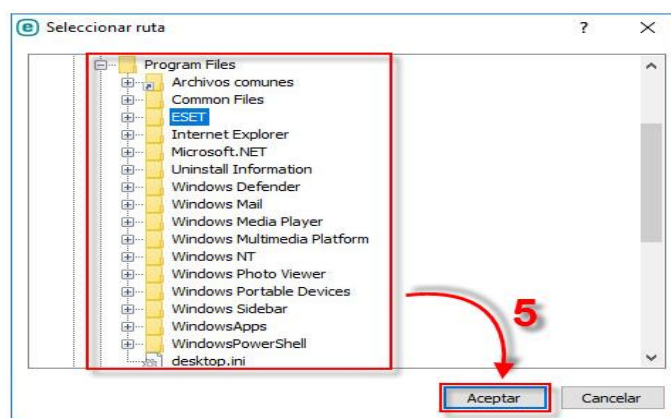 e Seleccionar ruta ? ×
Program Files
Archivos comunes
Common Files
ESET
Internet Explorer
Microsoft.NET
Uninstall Information
Windows Defender
Windows Mail
Windows Media Player
Windows Multimedia Platform
Windows NT
Windows Photo Viewer
Windows Portable Devices
Windows Sidebar
WindowsApps
WindowsPowerShell
desktop.ini
5
Aceptar Cancelar